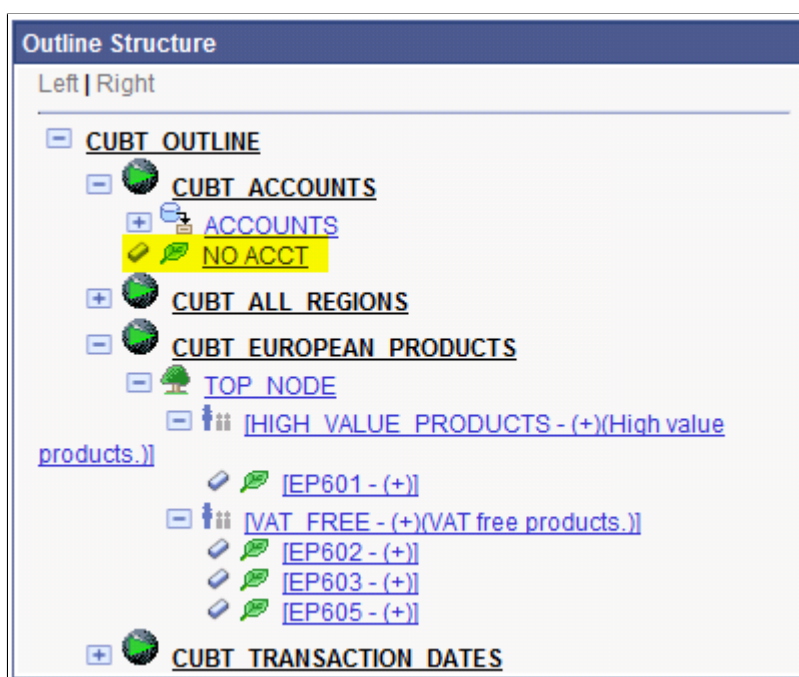 Outline Structure
Left | Right
CUBT_OUTLINE
CUBT_ACCOUNTS
ACCOUNTS
NO ACCT
CUBT_ALL_REGIONS
CUBT_EUROPEAN_PRODUCTS
TOP_NODE
[HIGH_VALUE_PRODUCTS - (+)(High value
products.)]
[EP601 - (+)]
[VAT_FREE - (+)(VAT free products.)]
[EP602 - (+)]
[EP603 - (+)]
[EP605 - (+)]
CUBT_TRANSACTION_DATES